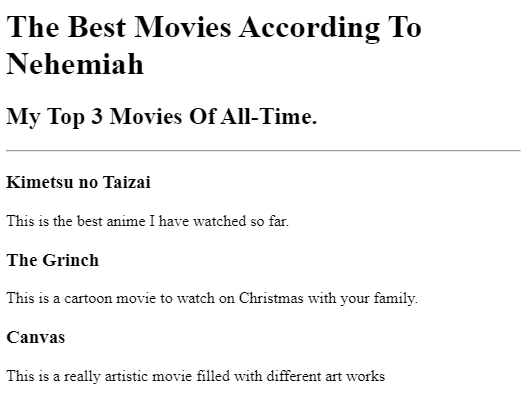 The Best Movies According To
Nehemiah
My Top 3 Movies Of All-Time.
Kimetsu no Taizai
This is the best anime I have watched so far.
The Grinch
This is a cartoon movie to watch on Christmas with your family.
Canvas
This is a really artistic movie filled with different art works